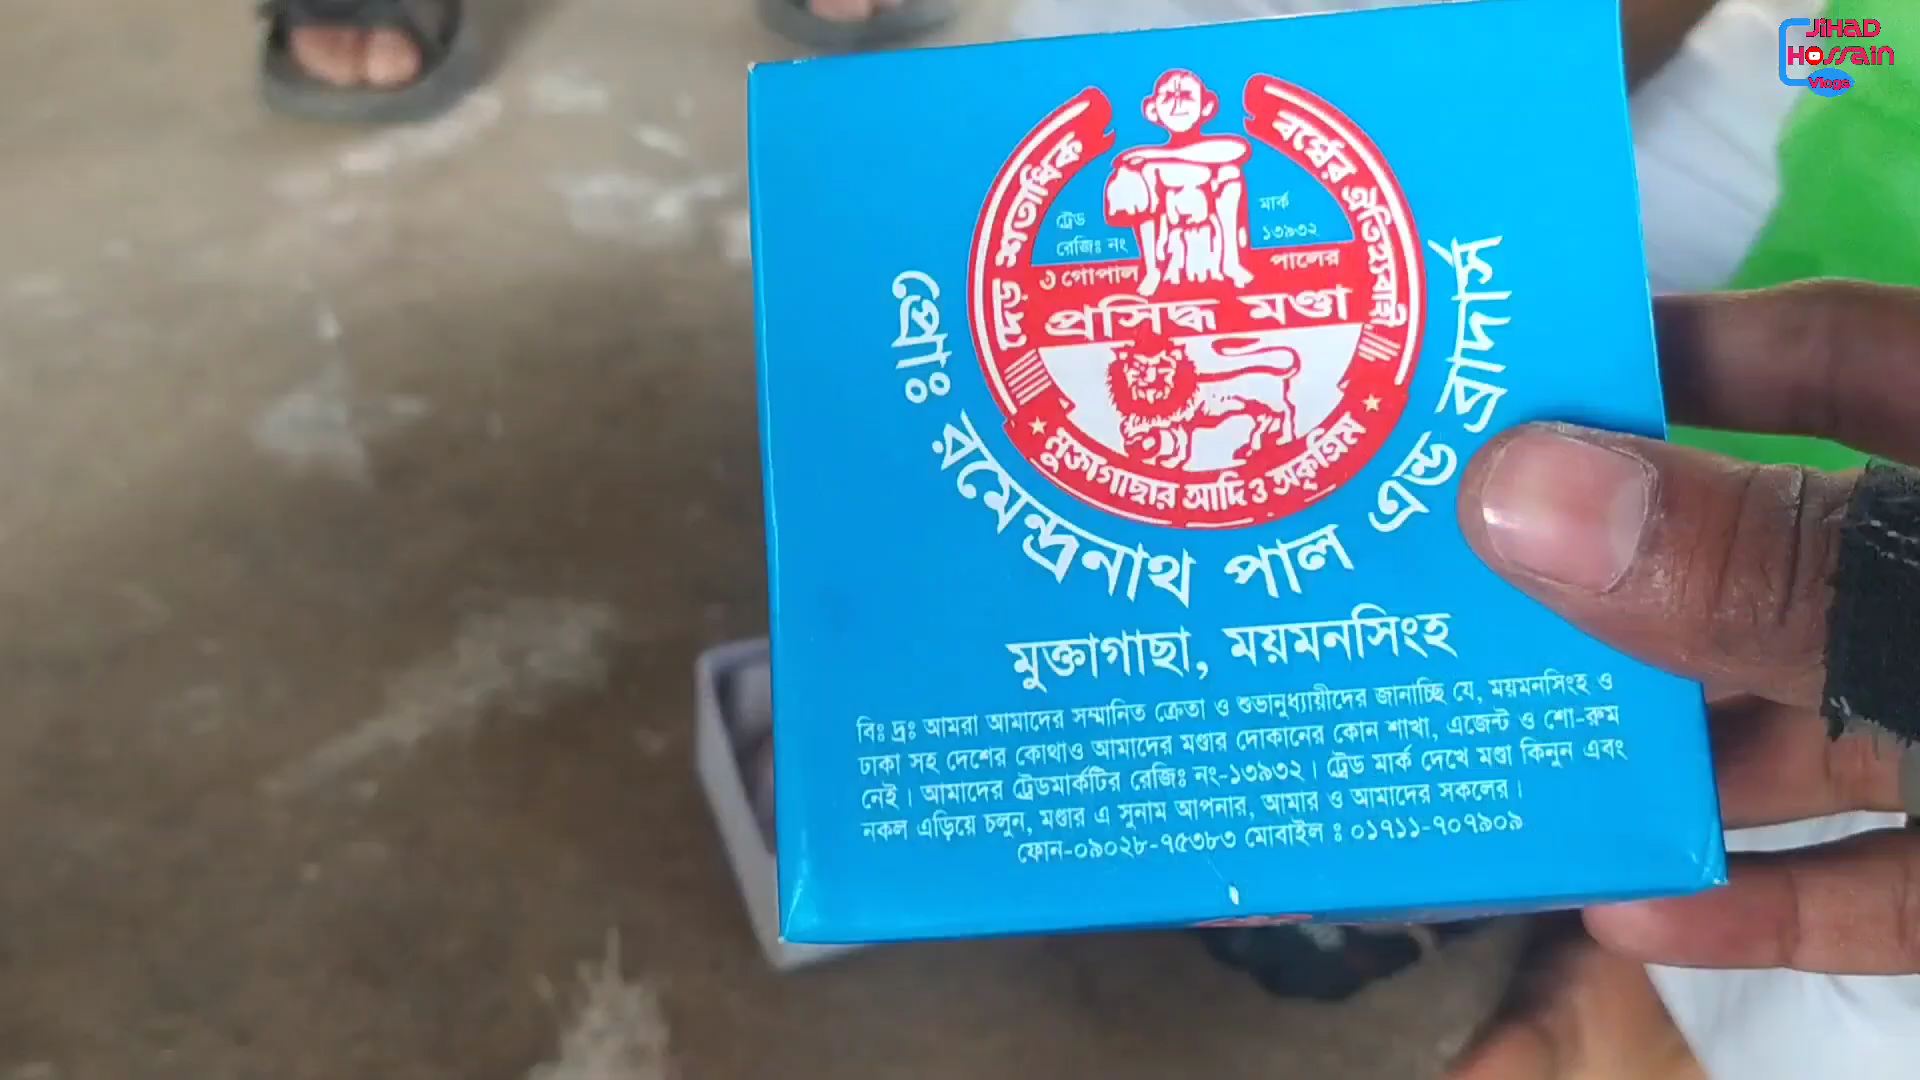 JiHAD
HOSSAIN
Vlogs
দেড় শতাধিক
বর্ষের ঐতিহ্যবাহী
ট্রেড
মার্ক
রেজিঃ নং
১৩৯৩২
৺গোপাল
পালের
প্রসিদ্ধ মণ্ডা
মুক্তাগাছার আদি ও অকৃত্রিম
প্রোঃ রমেন্দ্রনাথ পাল এন্ড ব্রাদার্স
মুক্তাগাছা, ময়মনসিংহ
বিঃ দ্রঃ আমরা আমাদের সম্মানিত ক্রেতা ও শুভানুধ্যায়ীদের জানাচ্ছি যে, ময়মনসিংহ ও
ঢাকা সহ দেশের কোথাও আমাদের মণ্ডার দোকানের কোন শাখা, এজেন্ট ও শো-রুম
নেই। আমাদের ট্রেডমার্কটির রেজিঃ নং-১৩৯৩২। ট্রেড মার্ক দেখে মণ্ডা কিনুন এবং
নকল এড়িয়ে চলুন, মণ্ডার এ সুনাম আপনার, আমার ও আমাদের সকলের।
ফোন-০৯০২৮-৭৫৩৮৩ মোবাইল : ০১৭১১-৭০৭৯০৯